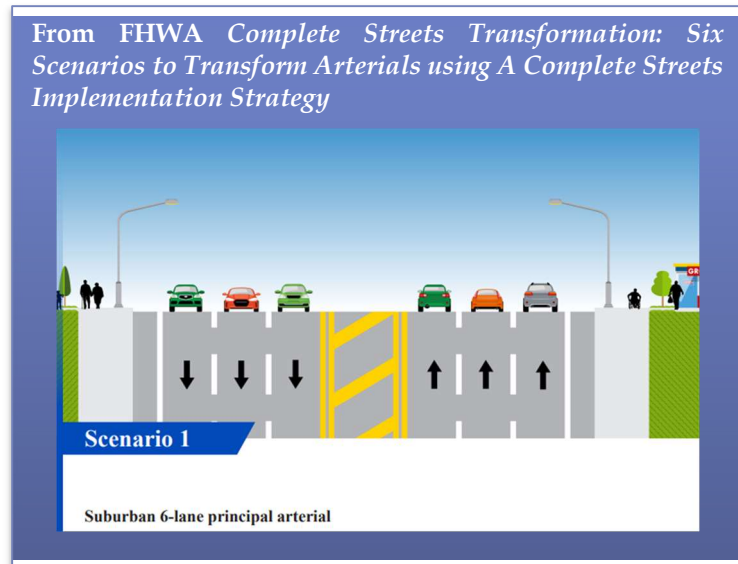 From FHWA Complete Streets Transformation: Six
Scenarios to Transform Arterials using A Complete Streets
Implementation Strategy
GR
Scenario 1
Suburban 6-lane principal arterial